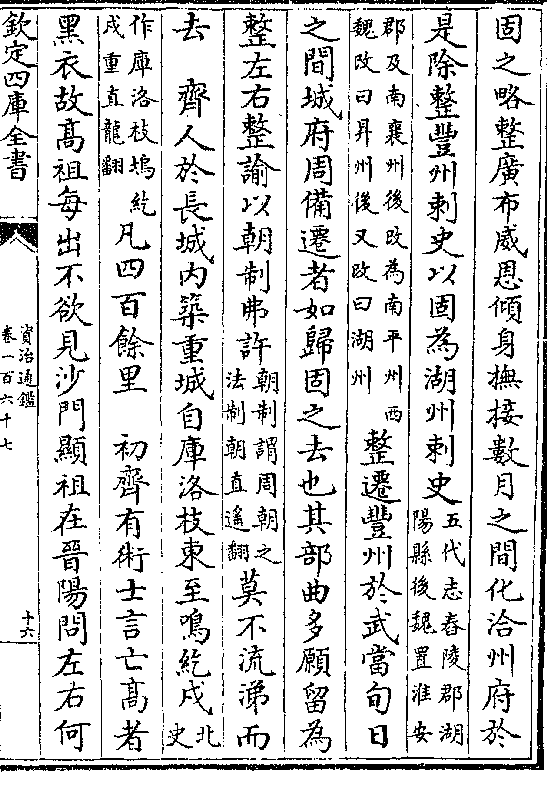 固之略整廣布威恩傾身撫接數月之間化洽州府於
是除整豐州刺史以固為湖州刺史五代志舂陵郡湖
陽縣後魏置淮安
郡及南襄州後改為南平州西
魏改曰昇州後又改曰湖州整遷豐州於武當旬日
之間城府周備遷者如歸固之去也其部曲多願留為
整左右整諭以朝制弗許朝制謂周朝之
法制朝直遙翻莫不流涕而
去　齊人於長城內築重城自庫洛枝東至鳴紇戍北
史
作庫洛枝塢紇
戍重直龍翻凡四百餘里　初齊有術士言亡高者
黑衣故高祖每出不欲見沙門顯祖在晉陽問左右何
欽定四庫全書
資治通鑑
卷一百六十七
十六